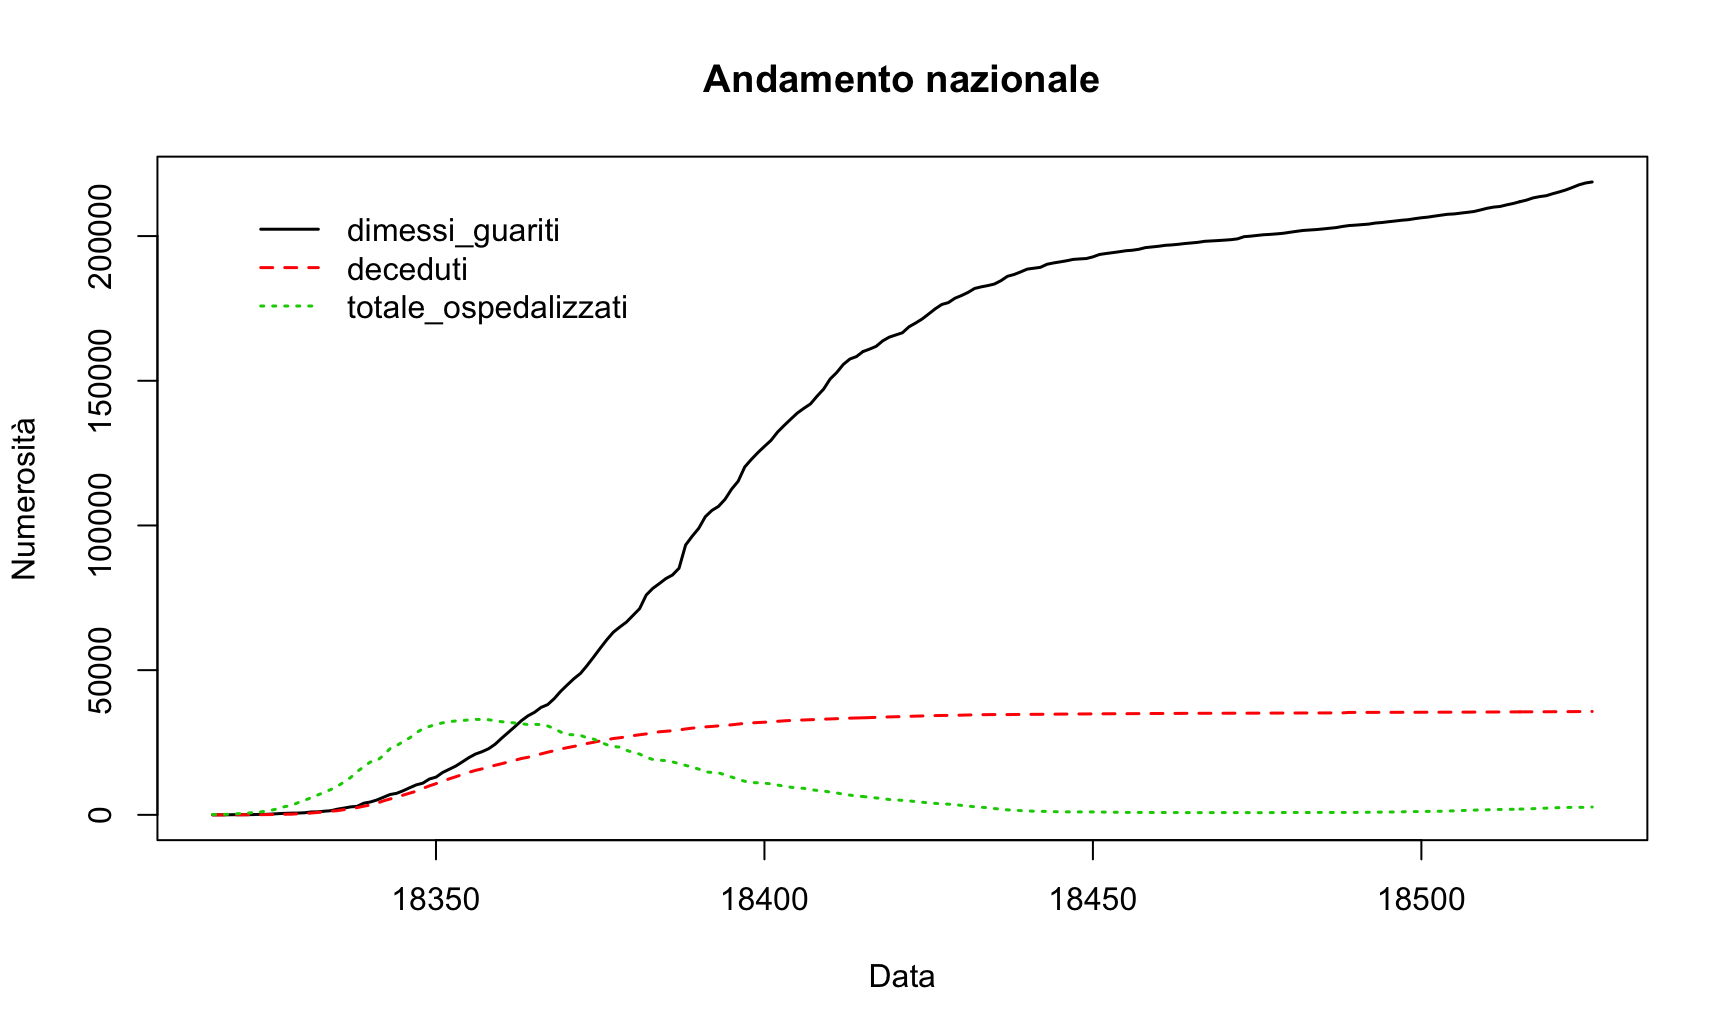 Andamento nazionale
dimessi_guariti
deceduti
totale_ospedalizzati
Numerosità
200000
150000
100000
50000
0
18350
18400
18450
18500
Data